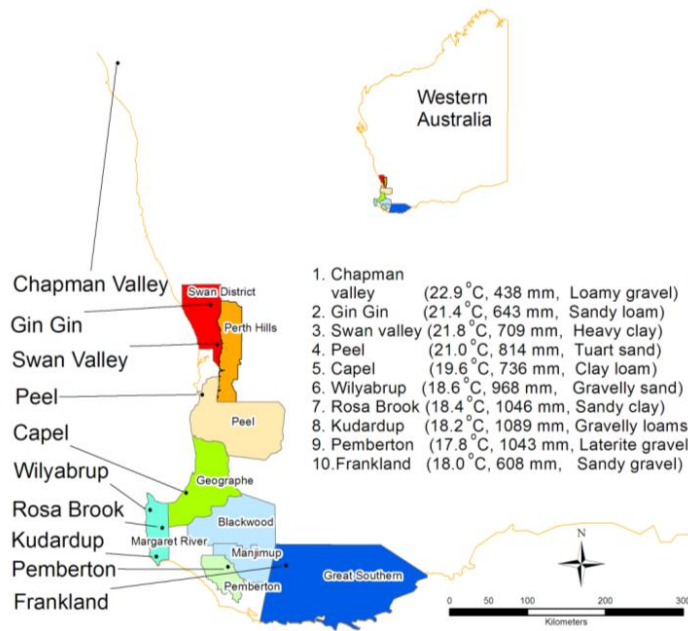 Western
Australia
Chapman Valley
Gin Gin
Swan Valley
Peel
Capel
Wilyabrup
Rosa Brook
Kudardup
Pemberton
Frankland
Swan District
Perth Hills
Peel
Geographe
Blackwood
Margaret River
Manjimup
Pemberton
Great Southern
1. Chapman
valley (22.9°C, 438 mm, Loamy gravel)
2. Gin Gin (21.4°C, 643 mm, Sandy loam)
3. Swan valley (21.8°C, 709 mm, Heavy clay)
4. Peel (21.0°C, 814 mm, Tuart sand)
5. Capel (19.6°C, 736 mm, Clay loam)
6. Wilyabrup (18.6°C, 968 mm, Gravelly sand)
7. Rosa Brook (18.4°C, 1046 mm, Sandy clay)
8. Kudardup (18.2°C, 1089 mm, Gravelly loams)
9. Pemberton (17.8°C, 1043 mm, Laterite gravel
10.Frankland (18.0°C, 608 mm, Sandy gravel)
N
0 50 100 200 300
Kilometers